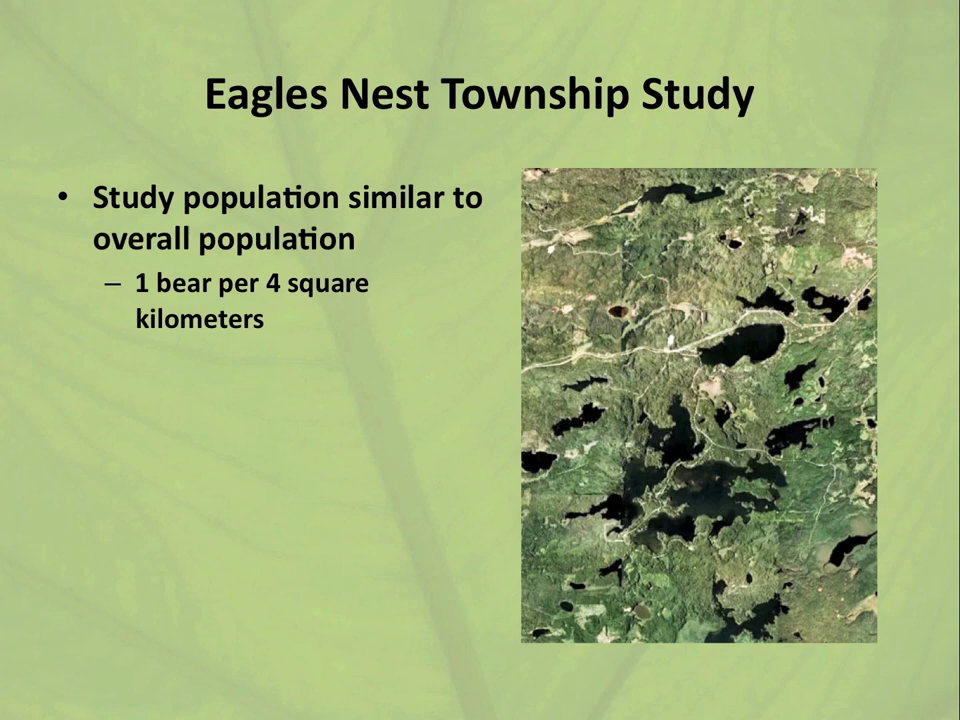 Eagles Nest Township Study
• Study population similar to
overall population
– 1 bear per 4 square
kilometers